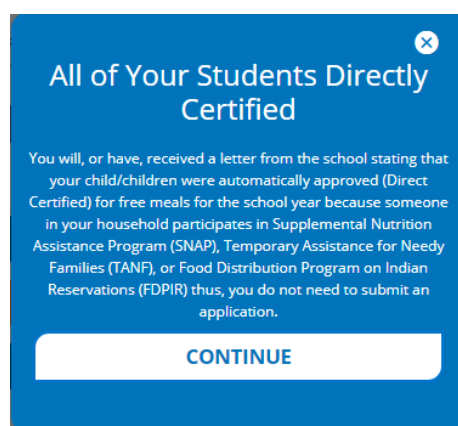 All of Your Students Directly
Certified
You will, or have, received a letter from the school stating that
your child/children were automatically approved (Direct
Certified) for free meals for the school year because someone
in your household participates in Supplemental Nutrition
Assistance Program (SNAP), Temporary Assistance for Needy
Families (TANF), or Food Distribution Program on Indian
Reservations (FDPIR) thus, you do not need to submit an
application.
CONTINUE